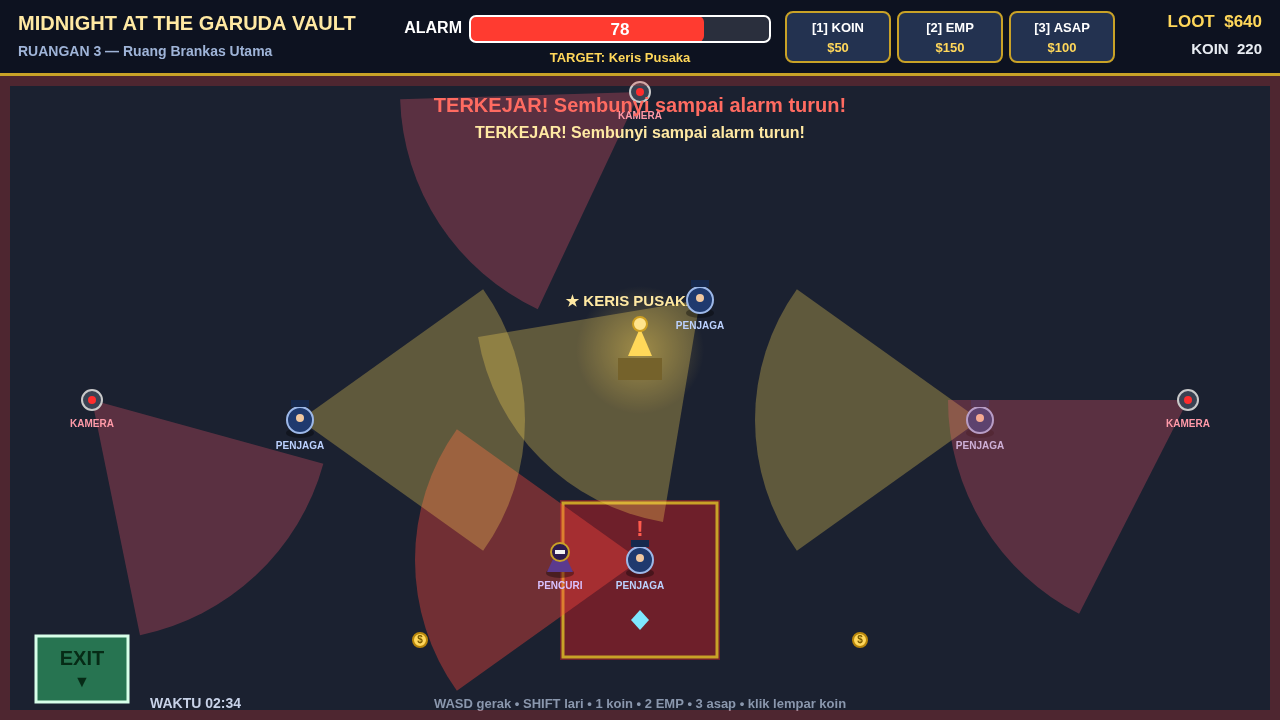 MIDNIGHT AT THE GARUDA VAULT
RUANGAN 3 — Ruang Brankas Utama
ALARM
78
TARGET: Keris Pusaka
[1] KOIN
$50
[2] EMP
$150
[3] ASAP
$100
LOOT $640
KOIN 220
TERKEJAR! Sembunyi sampai alarm turun!
KAMERA
TERKEJAR! Sembunyi sampai alarm turun!
★ KERIS PUSAK
PENJAGA
KAMERA
PENJAGA
PENJAGA
KAMERA
!
PENCURI
PENJAGA
$
$
EXIT
▼
WAKTU 02:34
WASD gerak • SHIFT lari • 1 koin • 2 EMP • 3 asap • klik lempar koin